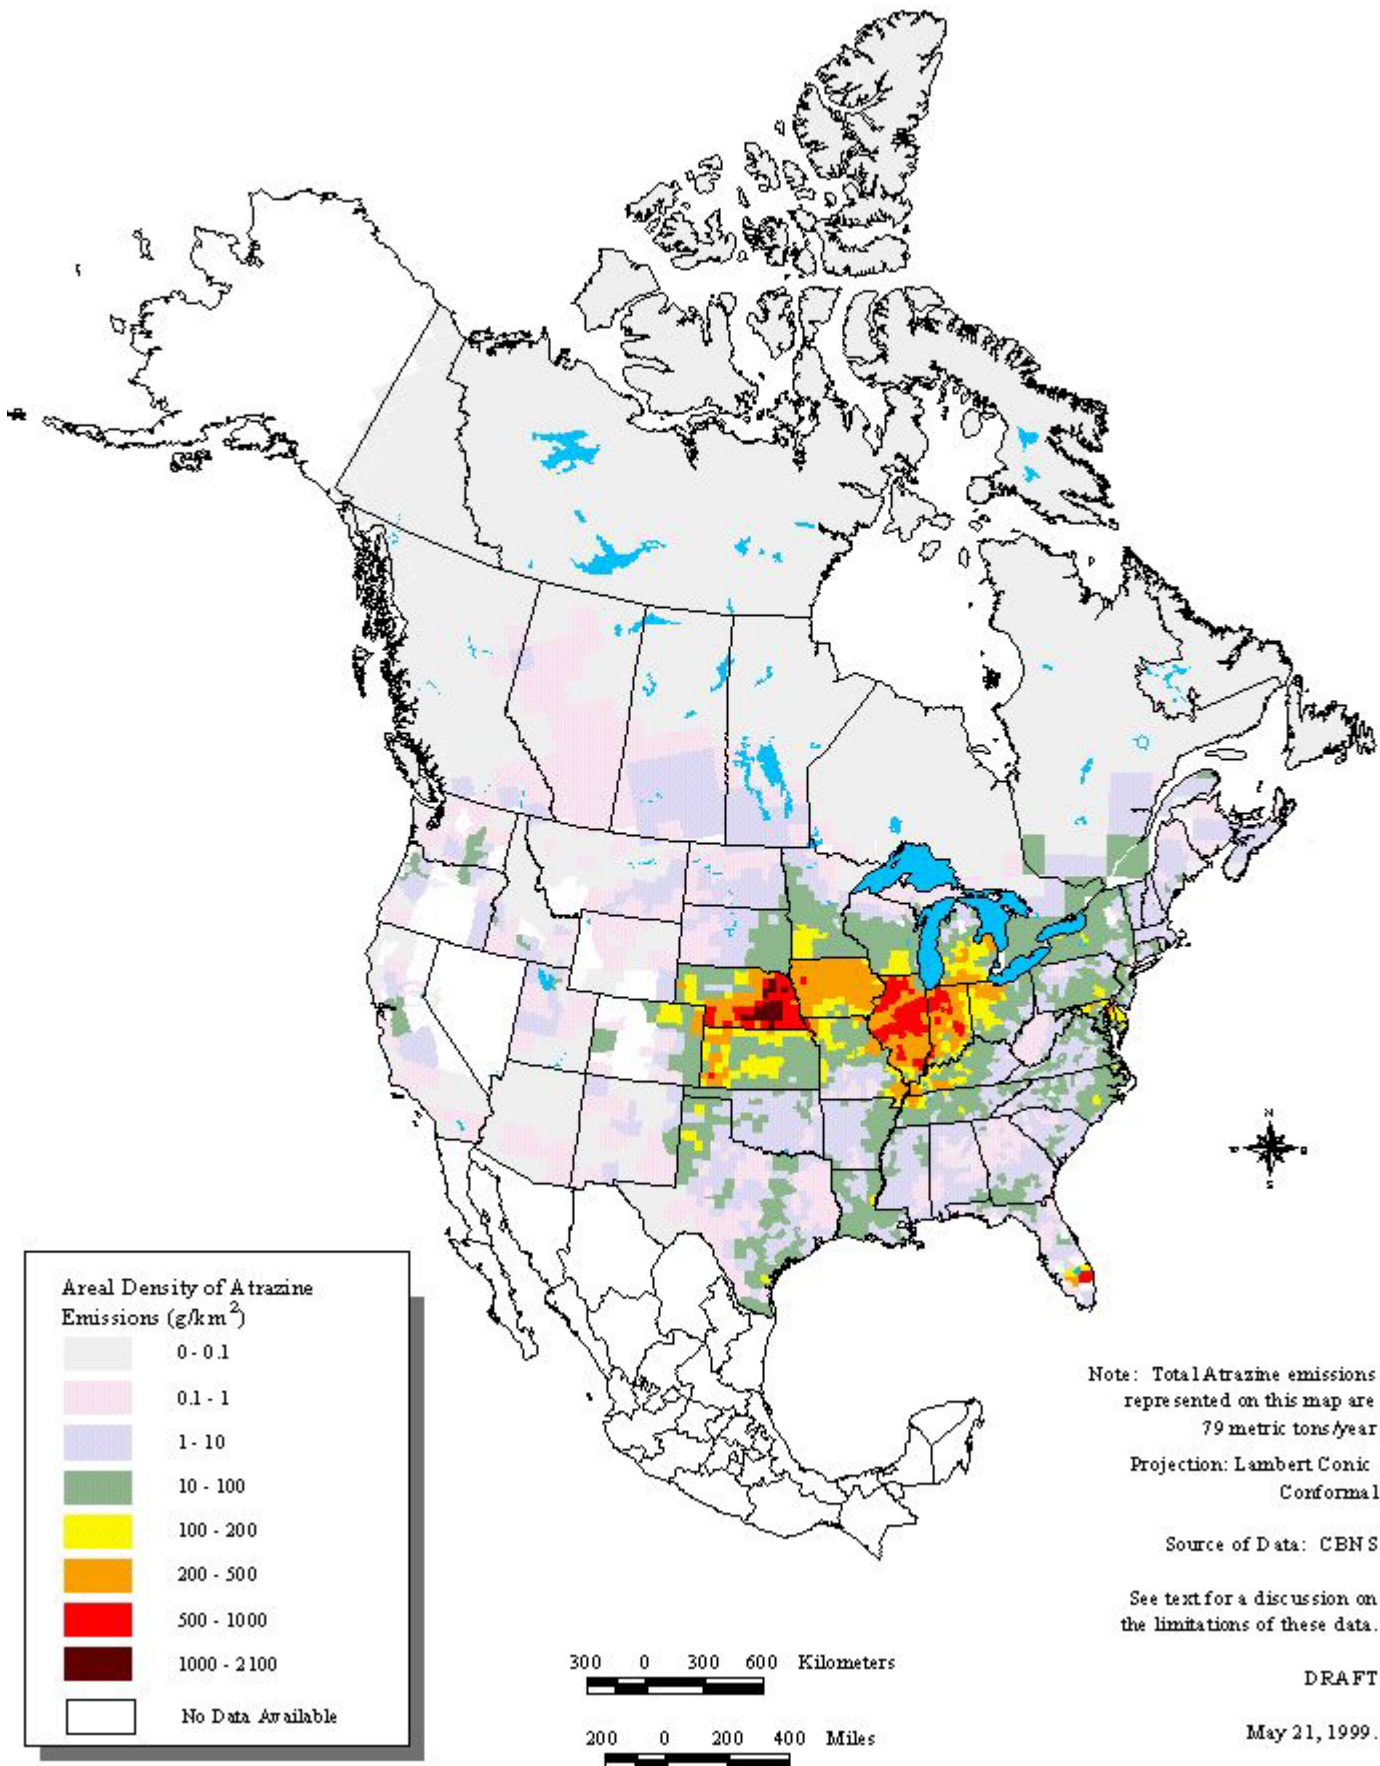 N
S
Areal Density of Atrazine
Emissions (g/km²)
0 - 0.1
0.1 - 1
1 - 10
10 - 100
100 - 200
200 - 500
500 - 1000
1000 - 2100
No Data Available
Note: Total Atrazine emissions
represented on this map are
79 metric tons/year
Projection: Lambert Conic
Conformal
Source of Data: CBNS
See text for a discussion on
the limitations of these data.
DRAFT
May 21, 1999.
300 0 300 600 Kilometers
200 0 200 400 Miles